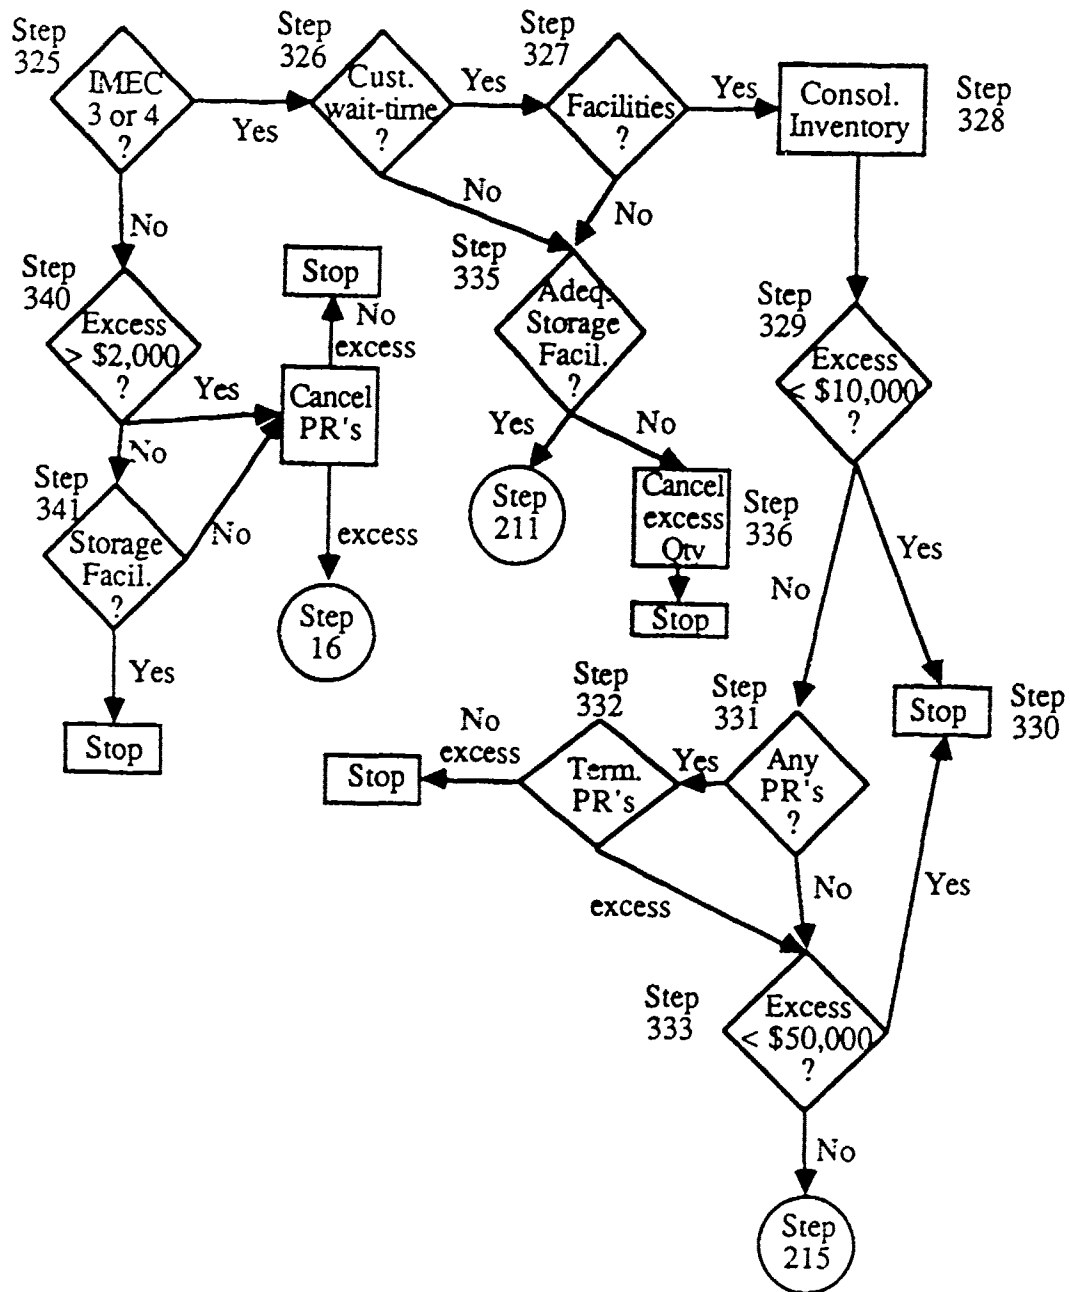 Step
325
IMEC
3 or 4
?
Yes
No
Step
326
Cust.
wait-time
?
Yes
No
Step
327
Facilities
?
Yes
No
Consol.
Inventory
Step
328
Step
340
Excess
> $2,000
?
Yes
No
Stop
No
excess
Cancel
PR's
excess
Step
16
Step
341
Storage
Facil.
?
No
Yes
Stop
Step
335
Adeq.
Storage
Facil.
?
Yes
No
Step
211
Cancel
excess
Qty
Step
336
Stop
Step
329
Excess
< $10,000
?
No
Yes
Stop
Step
330
Step
331
Any
PR's
?
Yes
No
Step
332
Term.
PR's
No
excess
Stop
excess
Step
333
Excess
< $50,000
?
Yes
No
Step
215